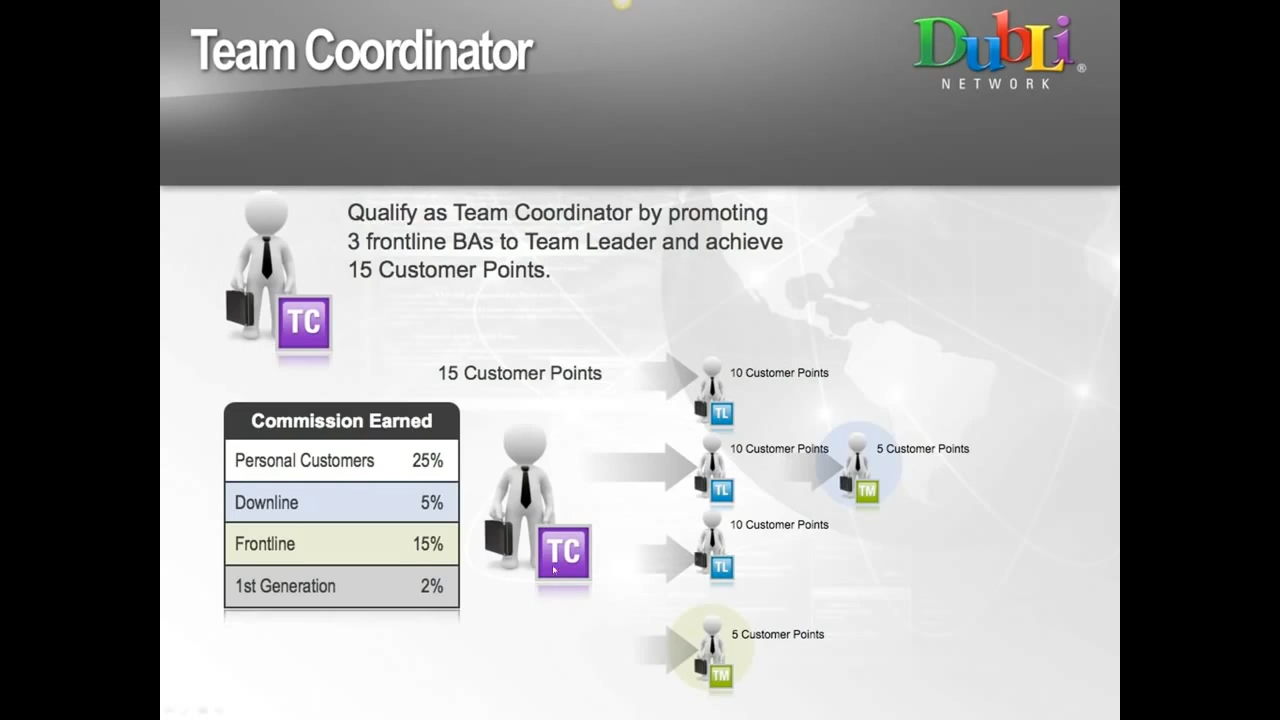 Team Coordinator
DubLi ®
NETWORK
Qualify as Team Coordinator by promoting
3 frontline BAs to Team Leader and achieve
15 Customer Points.
TC
15 Customer Points
10 Customer Points
TL
Commission Earned
Personal Customers 25%
Downline 5%
Frontline 15%
1st Generation 2%
TC
10 Customer Points
TL
5 Customer Points
TM
10 Customer Points
TL
5 Customer Points
TM